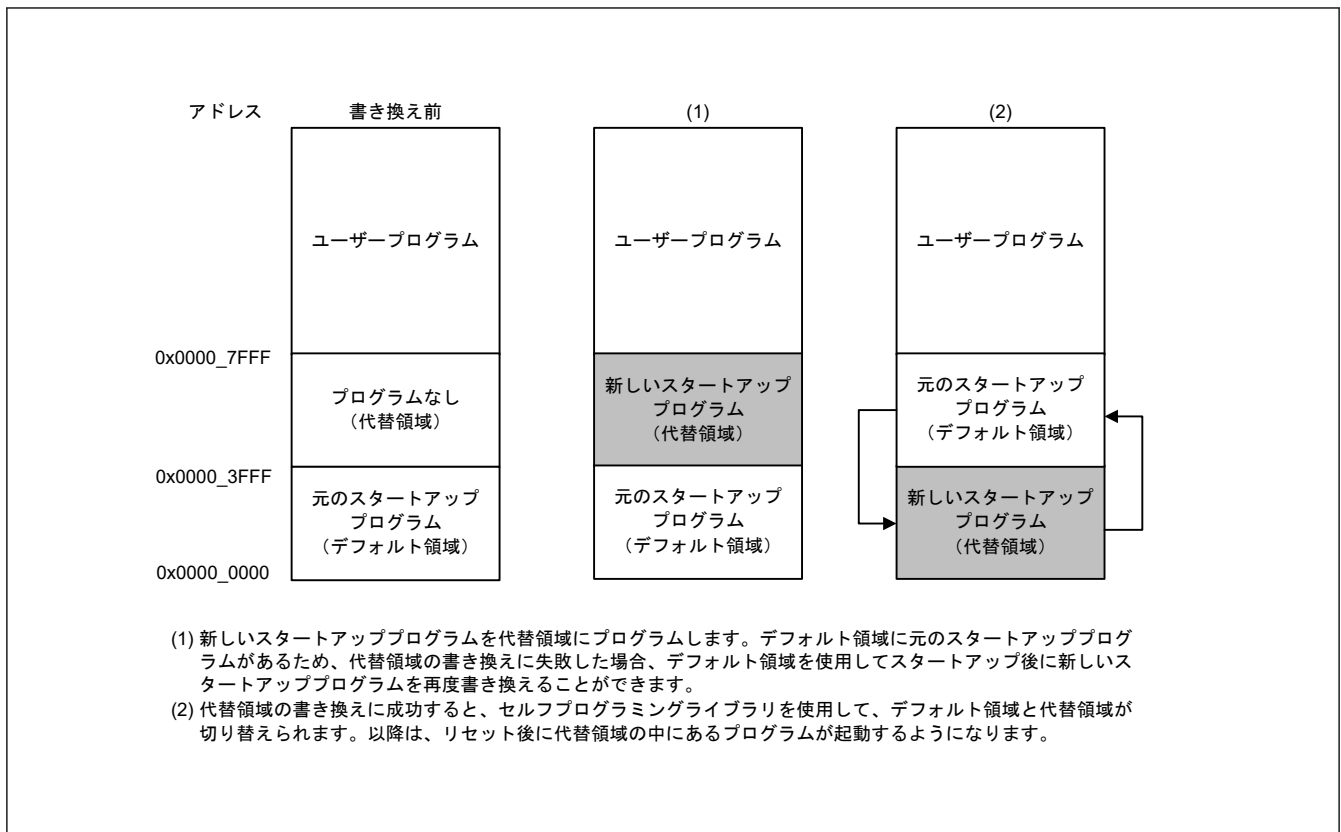 アドレス
書き換え前
(1)
(2)
ユーザープログラム
ユーザープログラム
ユーザープログラム
0x0000_7FFF
プログラムなし
（代替領域）
新しいスタートアップ
プログラム
（代替領域）
元のスタートアップ
プログラム
（デフォルト領域）
0x0000_3FFF
元のスタートアップ
プログラム
（デフォルト領域）
元のスタートアップ
プログラム
（デフォルト領域）
新しいスタートアップ
プログラム
（代替領域）
0x0000_0000
(1) 新しいスタートアッププログラムを代替領域にプログラムします。デフォルト領域に元のスタートアッププログ
ラムがあるため、代替領域の書き換えに失敗した場合、デフォルト領域を使用してスタートアップ後に新しいス
タートアッププログラムを再度書き換えることができます。
(2) 代替領域の書き換えに成功すると、セルフプログラミングライブラリを使用して、デフォルト領域と代替領域が
切り替えられます。以降は、リセット後に代替領域の中にあるプログラムが起動するようになります。